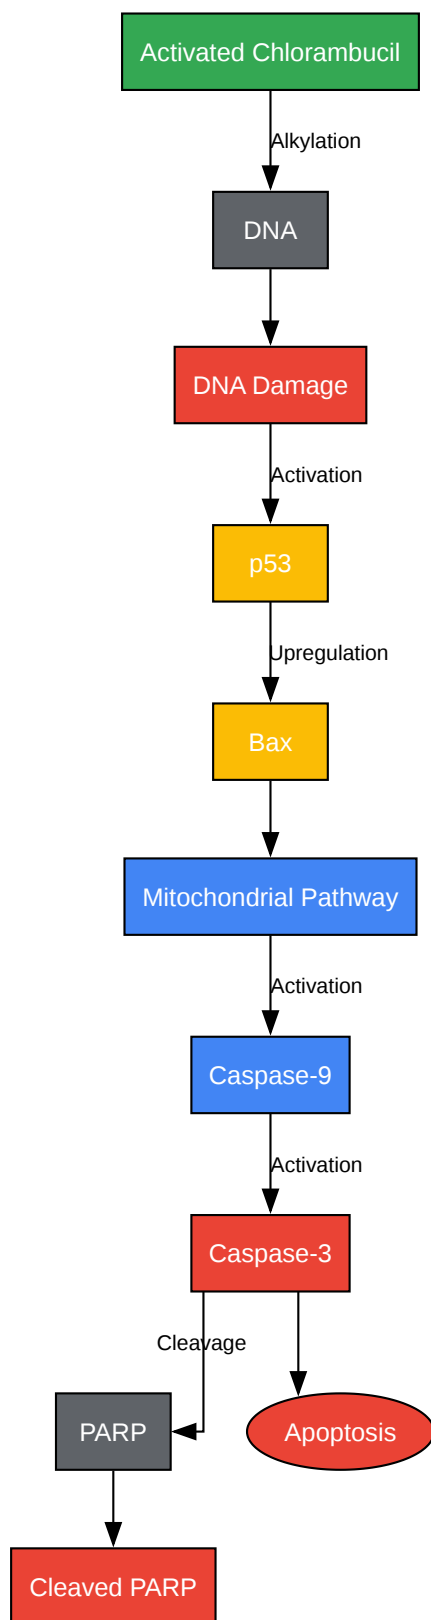 Activated Chlorambucil
Alkylation
DNA
DNA Damage
Activation
p53
Upregulation
Bax
Mitochondrial Pathway
Activation
Caspase-9
Activation
Caspase-3
Cleavage
PARP
Apoptosis
Cleaved PARP